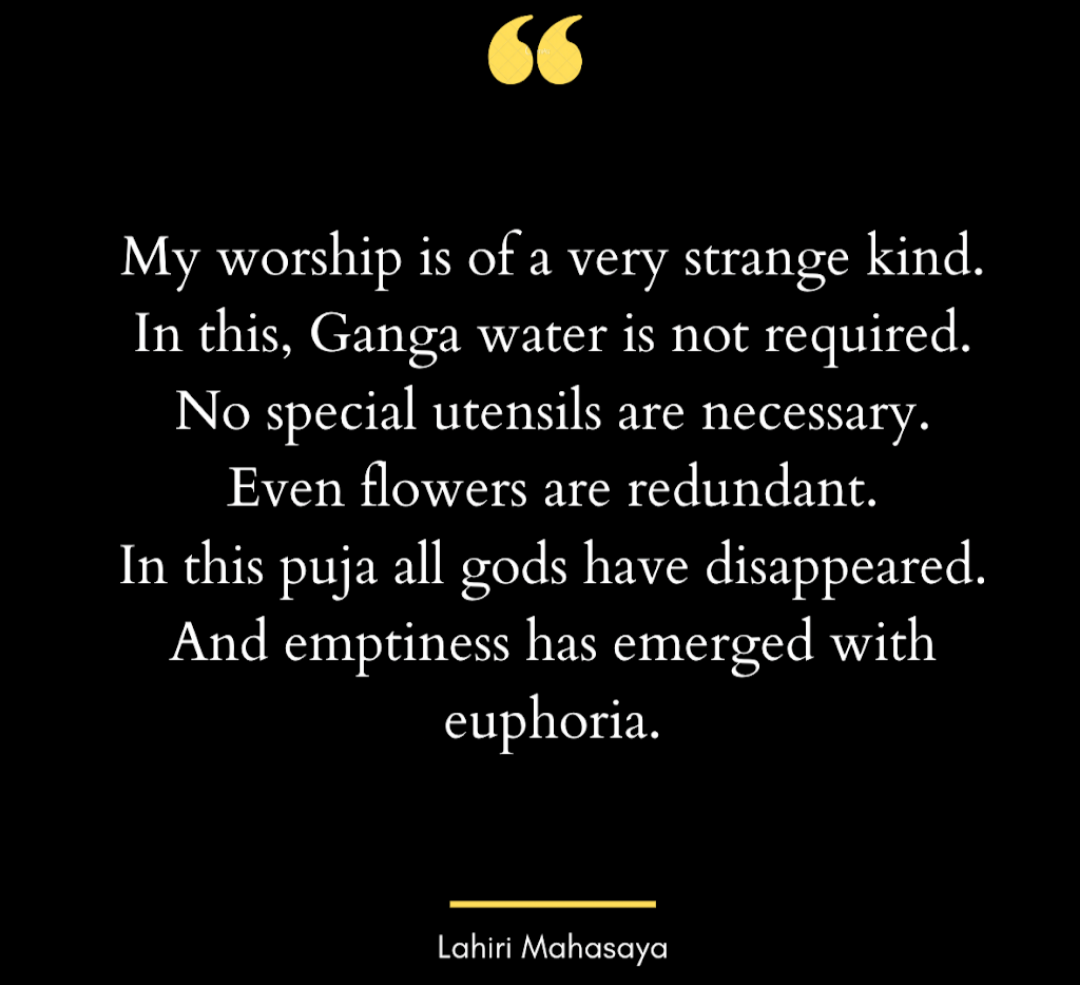 “
My worship is of a very strange kind.
In this, Ganga water is not required.
No special utensils are necessary.
Even flowers are redundant.
In this puja all gods have disappeared.
And emptiness has emerged with
euphoria.
Lahiri Mahasaya